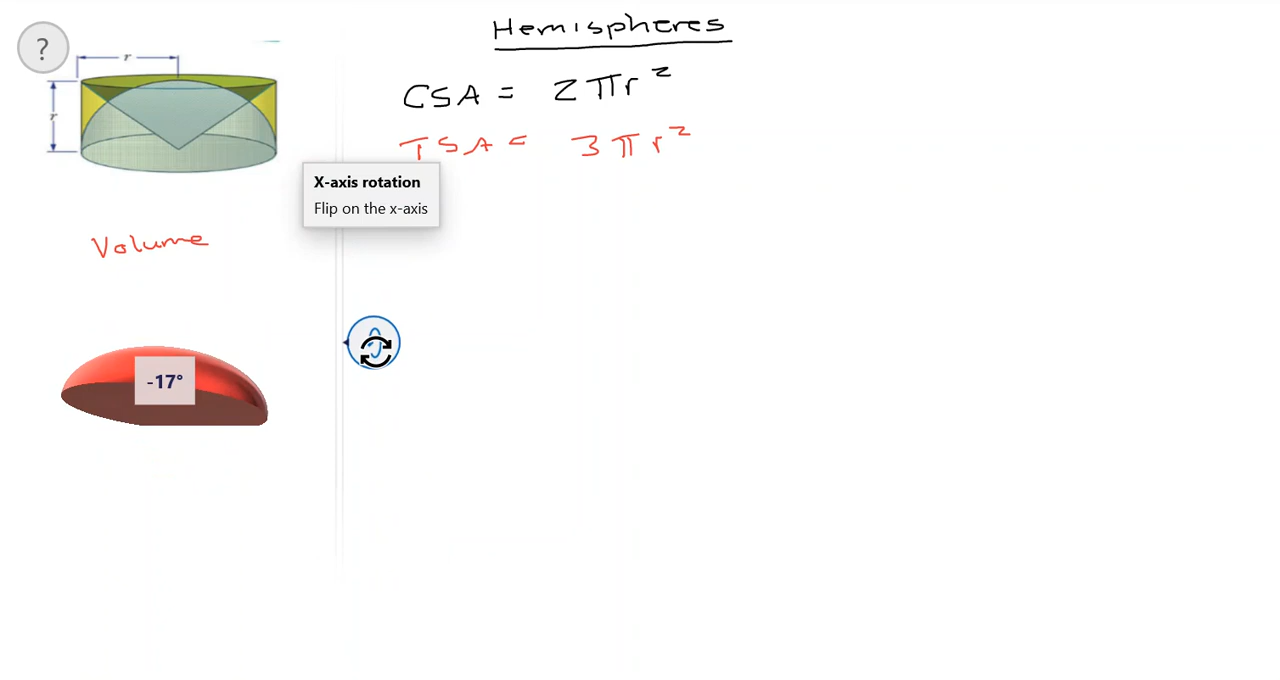 Hemispheres
?
r
r
CSA = 2πr²
TSA = 3πr²
X-axis rotation
Flip on the x-axis
Volume
-17°